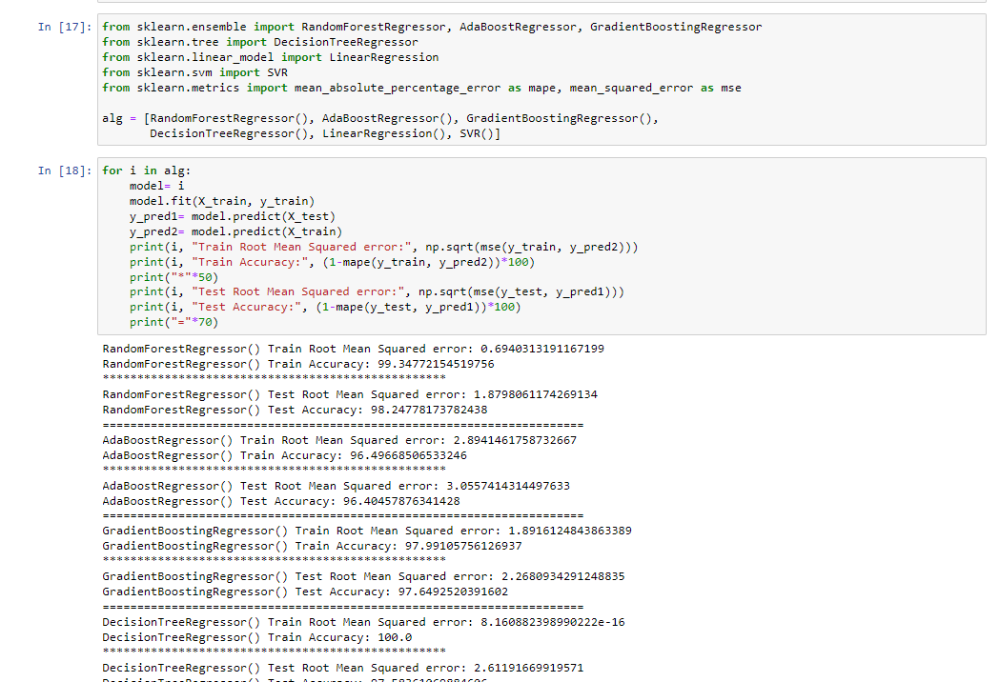 In [17]: from sklearn.ensemble import RandomForestRegressor, AdaBoostRegressor, GradientBoostingRegressor
from sklearn.tree import DecisionTreeRegressor
from sklearn.linear_model import LinearRegression
from sklearn.svm import SVR
from sklearn.metrics import mean_absolute_percentage_error as mape, mean_squared_error as mse

alg = [RandomForestRegressor(), AdaBoostRegressor(), GradientBoostingRegressor(),
       DecisionTreeRegressor(), LinearRegression(), SVR()]

In [18]: for i in alg:
    model= i
    model.fit(X_train, y_train)
    y_pred1= model.predict(X_test)
    y_pred2= model.predict(X_train)
    print(i, "Train Root Mean Squared error:", np.sqrt(mse(y_train, y_pred2)))
    print(i, "Train Accuracy:", (1-mape(y_train, y_pred2))*100)
    print("*"*50)
    print(i, "Test Root Mean Squared error:", np.sqrt(mse(y_test, y_pred1)))
    print(i, "Test Accuracy:", (1-mape(y_test, y_pred1))*100)
    print("="*70)

RandomForestRegressor() Train Root Mean Squared error: 0.6940313191167199
RandomForestRegressor() Train Accuracy: 99.34772154519756
**************************************************
RandomForestRegressor() Test Root Mean Squared error: 1.8798061174269134
RandomForestRegressor() Test Accuracy: 98.24778173782438
======================================================================
AdaBoostRegressor() Train Root Mean Squared error: 2.8941461758732667
AdaBoostRegressor() Train Accuracy: 96.49668506533246
**************************************************
AdaBoostRegressor() Test Root Mean Squared error: 3.0557414314497633
AdaBoostRegressor() Test Accuracy: 96.40457876341428
======================================================================
GradientBoostingRegressor() Train Root Mean Squared error: 1.8916124843863389
GradientBoostingRegressor() Train Accuracy: 97.99105756126937
**************************************************
GradientBoostingRegressor() Test Root Mean Squared error: 2.2680934291248835
GradientBoostingRegressor() Test Accuracy: 97.6492520391602
======================================================================
DecisionTreeRegressor() Train Root Mean Squared error: 8.160882398990222e-16
DecisionTreeRegressor() Train Accuracy: 100.0
**************************************************
DecisionTreeRegressor() Test Root Mean Squared error: 2.61191669919571
DecisionTreeRegressor() Test Accuracy: